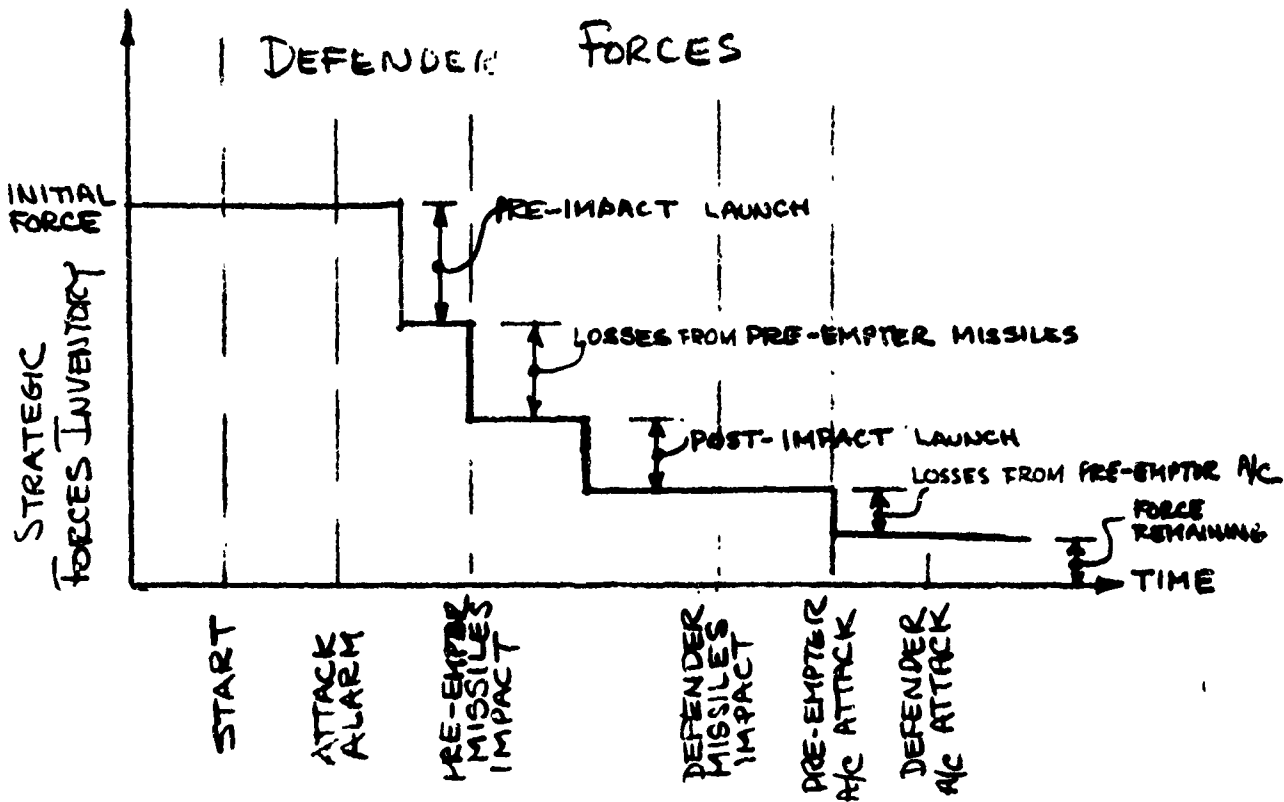 DEFENDER FORCES
INITIAL
FORCE
PRE-IMPACT LAUNCH
LOSSES FROM PRE-EMPTER MISSILES
POST-IMPACT LAUNCH
LOSSES FROM PRE-EMPTOR A/C
FORCE
REMAINING
TIME
STRATEGIC
FORCES INVENTORY
START
ATTACK
ALARM
PRE-EMPTER
MISSILES
IMPACT
DEFENDER
MISSILES
IMPACT
PRE-EMPTER
A/C ATTACK
DEFENDER
A/C ATTACK